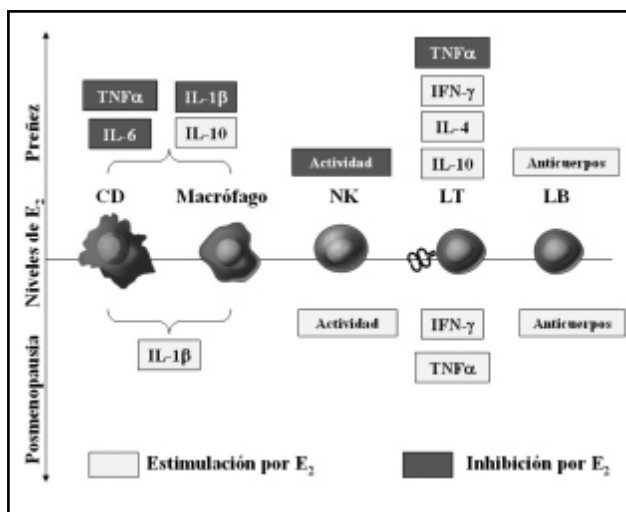 Niveles de E2
Preñez
Posmenopausia
TNFα
IL-1β
IL-6
IL-10
TNFα
IFN-γ
IL-4
IL-10
Actividad
Anticuerpos
CD
Macrófago
NK
LT
LB
IL-1β
Actividad
IFN-γ
Anticuerpos
TNFα
Estimulación por E2
Inhibición por E2